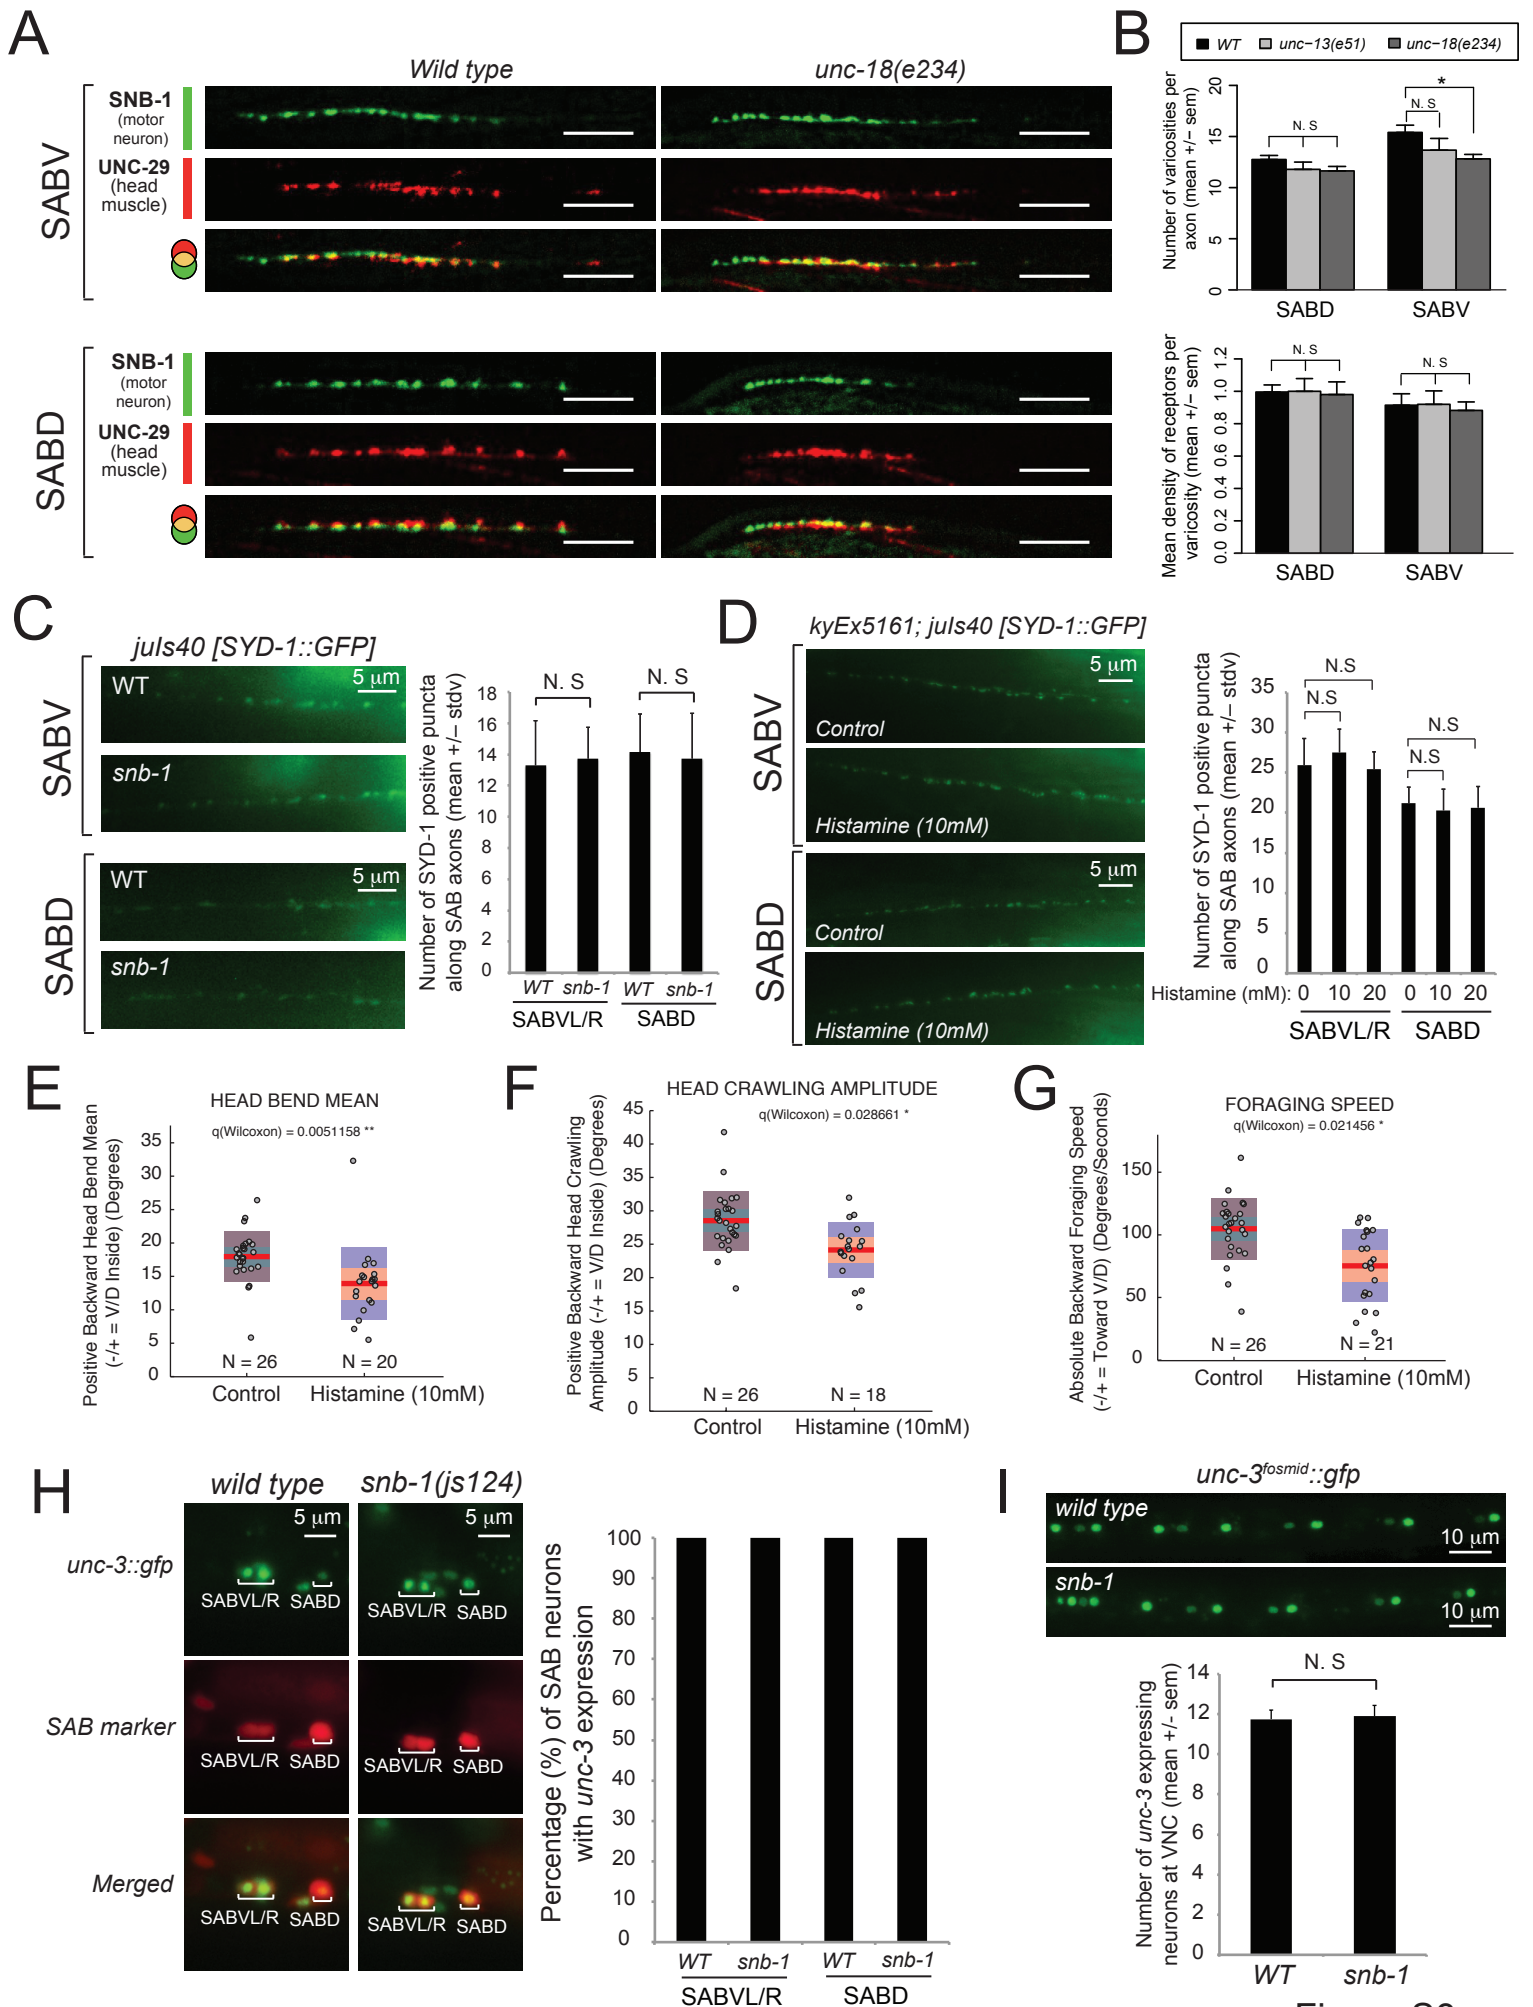 A
Wild type
unc-18(e234)
SABV
SNB-1
(motor
neuron)
UNC-29
(head
muscle)
SABD
SNB-1
(motor
neuron)
UNC-29
(head
muscle)
B
WT
unc−13(e51)
unc−18(e234)
Number of varicosities per
axon (mean +/− sem)
20
15
10
5
0
N. S
N. S
*
SABD
SABV
Mean density of receptors per
varicosity (mean +/− sem)
1.2
1.0
0.8
0.6
0.4
0.2
0.0
N. S
N. S
SABD
SABV
C
juIs40 [SYD-1::GFP]
SABV
WT
5 µm
snb-1
SABD
WT
5 µm
snb-1
Number of SYD-1 positive puncta
along SAB axons (mean +/− stdv)
18
16
14
12
10
8
6
4
2
0
N. S
N. S
WT
snb-1
WT
snb-1
SABVL/R
SABD
D
kyEx5161; juIs40 [SYD-1::GFP]
SABV
5 µm
Control
Histamine (10mM)
SABD
5 µm
Control
Histamine (10mM)
Number of SYD-1 positive puncta
along SAB axons (mean +/− stdv)
35
30
25
20
15
10
5
0
N.S
N.S
N.S
N.S
Histamine (mM): 0 10 20 0 10 20
SABVL/R
SABD
E
HEAD BEND MEAN
q(Wilcoxon) = 0.0051158 **
Positive Backward Head Bend Mean
(-/+ = V/D Inside) (Degrees)
35
30
25
20
15
10
5
0
N = 26
N = 20
Control
Histamine (10mM)
F
HEAD CRAWLING AMPLITUDE
q(Wilcoxon) = 0.028661 *
Positive Backward Head Crawling
Amplitude (-/+ = V/D Inside) (Degrees)
45
40
35
30
25
20
15
10
5
0
N = 26
N = 18
Control
Histamine (10mM)
G
FORAGING SPEED
q(Wilcoxon) = 0.021456 *
Absolute Backward Foraging Speed
(-/+ = Toward V/D) (Degrees/Seconds)
150
100
50
0
N = 26
N = 21
Control
Histamine (10mM)
H
wild type
snb-1(js124)
unc-3::gfp
5 µm
5 µm
SABVL/R
SABD
SABVL/R
SABD
SAB marker
SABVL/R
SABD
SABVL/R
SABD
Merged
SABVL/R
SABD
SABVL/R
SABD
Percentage (%) of SAB neurons
with unc-3 expression
100
90
80
70
60
50
40
30
20
10
0
WT
snb-1
WT
snb-1
SABVL/R
SABD
I
unc-3fosmid::gfp
wild type
10 µm
snb-1
10 µm
Number of unc-3 expressing
neurons at VNC (mean +/- sem)
14
12
10
8
6
4
2
0
N. S
WT
snb-1